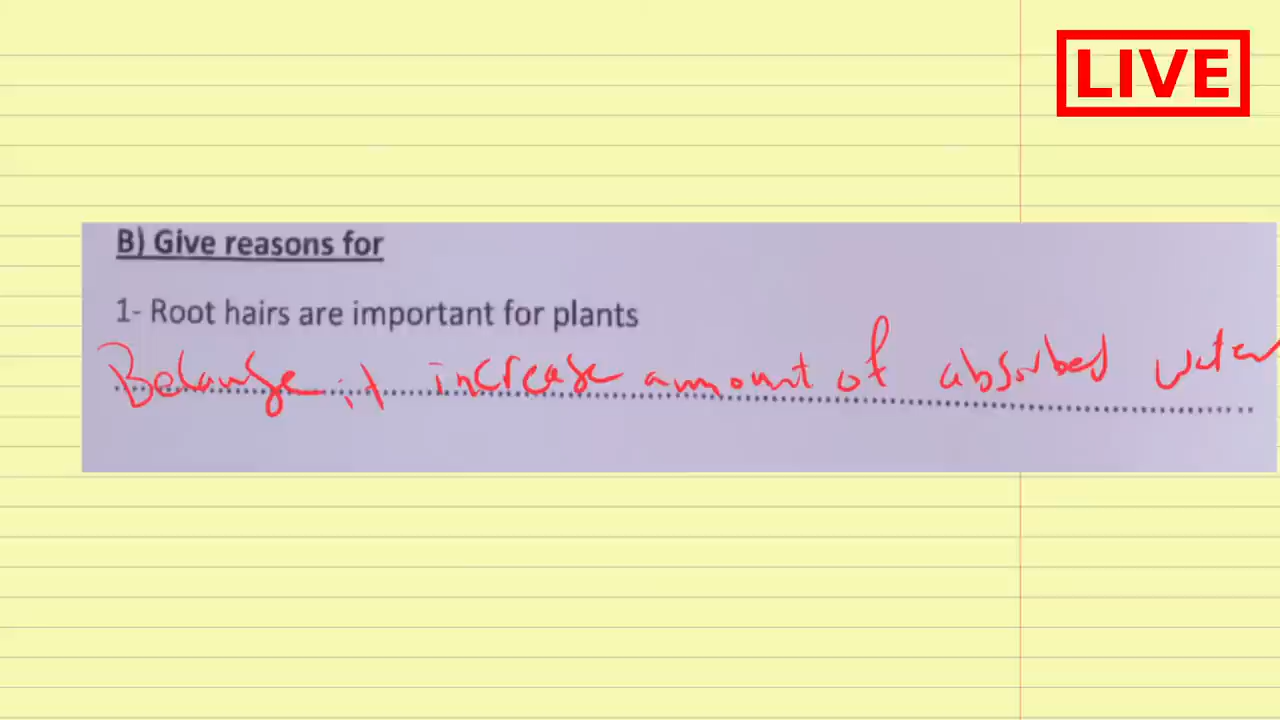 LIVE
B) Give reasons for
1- Root hairs are important for plants
Because it increase amount of absorbed water